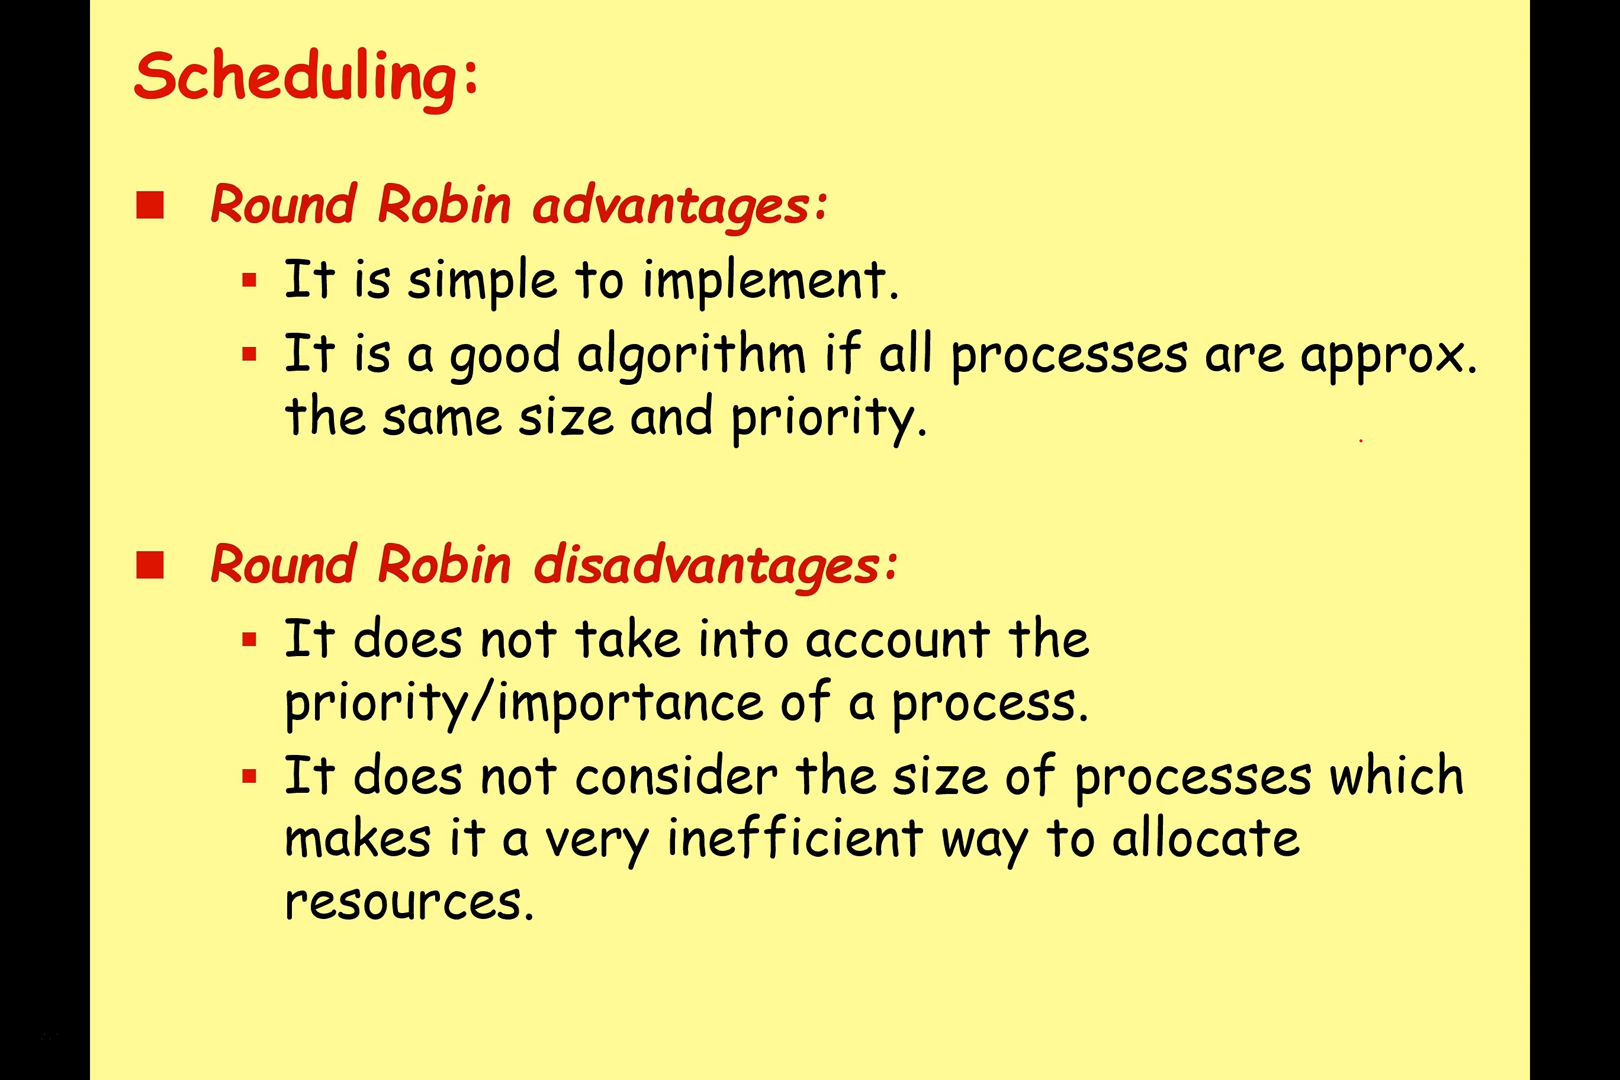 Scheduling:
Round Robin advantages:
It is simple to implement.
It is a good algorithm if all processes are approx.
the same size and priority.
Round Robin disadvantages:
It does not take into account the
priority/importance of a process.
It does not consider the size of processes which
makes it a very inefficient way to allocate
resources.